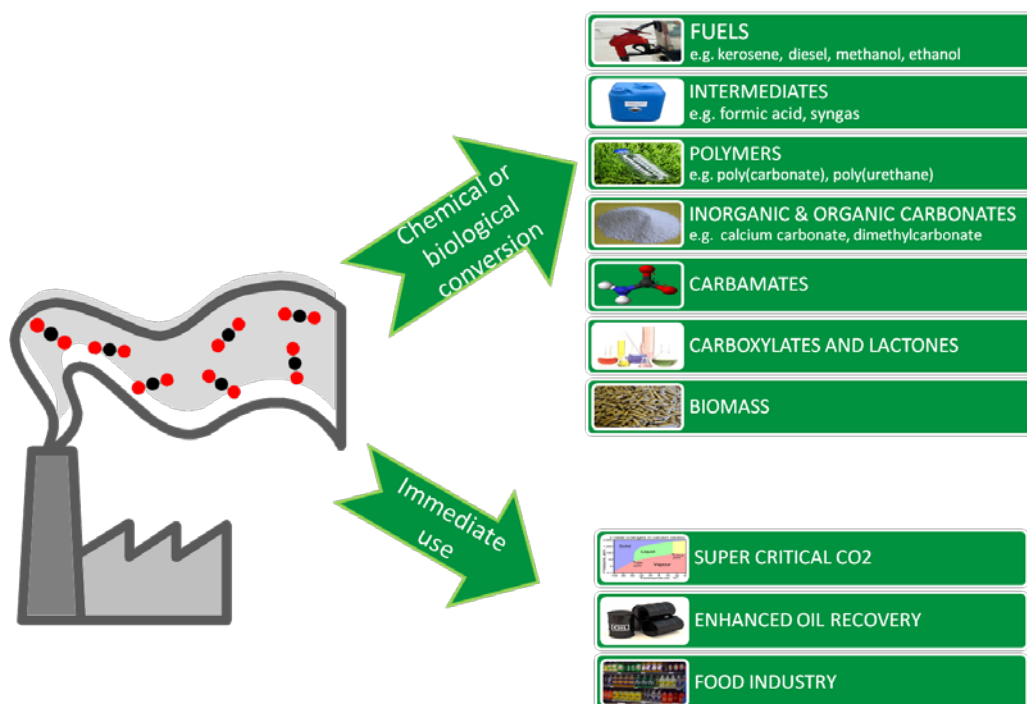 FUELS
e.g. kerosene, diesel, methanol, ethanol
INTERMEDIATES
e.g. formic acid, syngas
POLYMERS
e.g. poly(carbonate), poly(urethane)
INORGANIC & ORGANIC CARBONATES
e.g. calcium carbonate, dimethylcarbonate
CARBAMATES
CARBOXYLATES AND LACTONES
BIOMASS
Chemical or
biological
conversion
Immediate
use
SUPER CRITICAL CO2
ENHANCED OIL RECOVERY
FOOD INDUSTRY